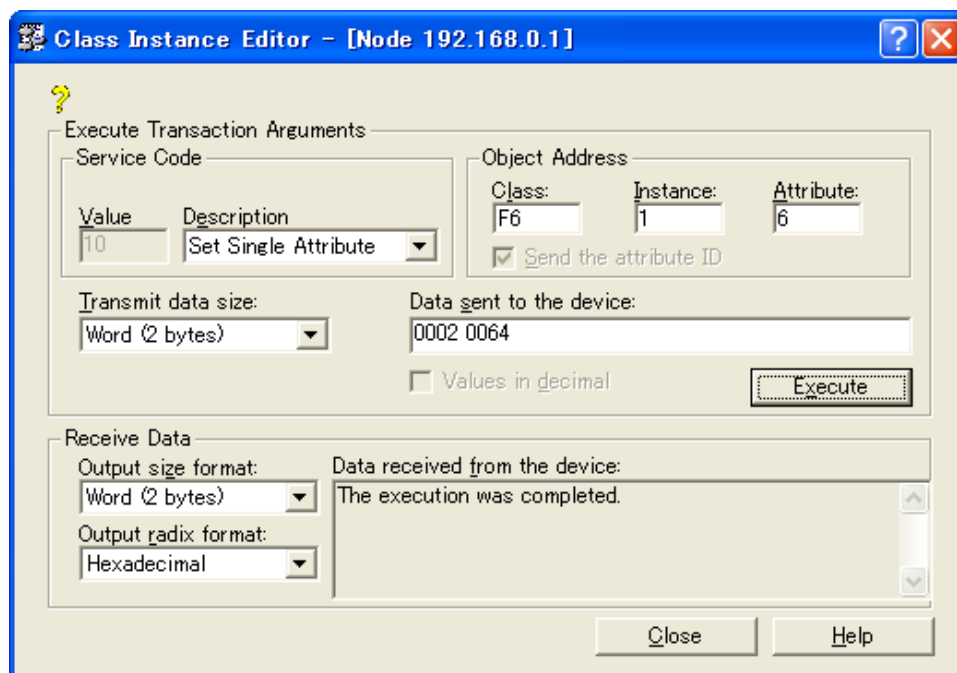 Class Instance Editor - [Node 192.168.0.1]
Execute Transaction Arguments
Service Code
Value Description
10 Set Single Attribute
Object Address
Class: Instance: Attribute:
F6 1 6
Send the attribute ID
Transmit data size:
Word (2 bytes)
Data sent to the device:
0002 0064
Values in decimal
Execute
Receive Data
Output size format:
Word (2 bytes)
Output radix format:
Hexadecimal
Data received from the device:
The execution was completed.
Close Help